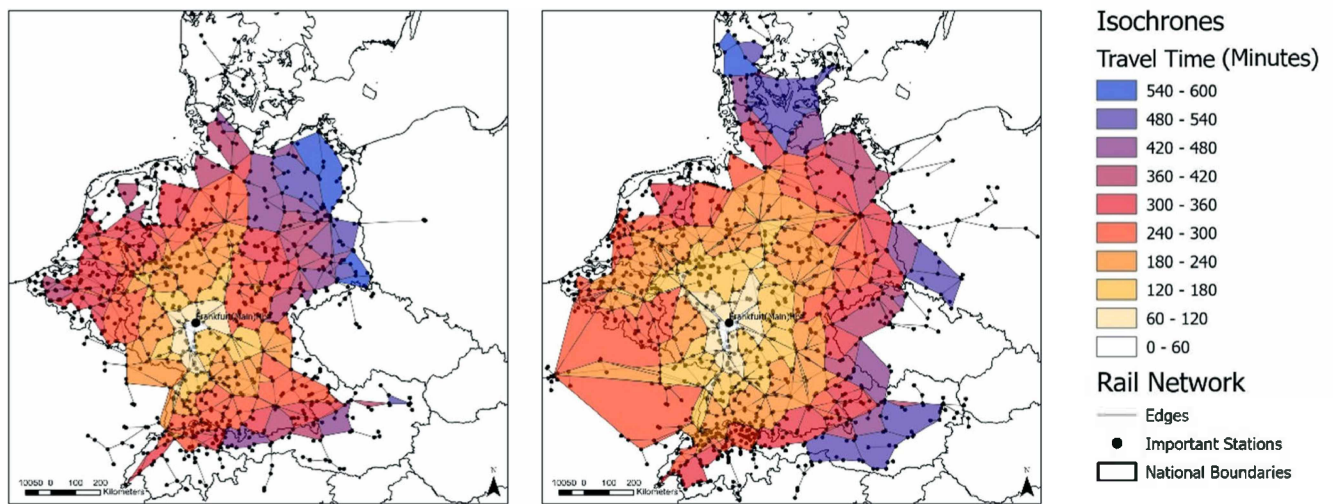 Frankfurt(Main)Hbf
N
10050 0 100 200
Kilometers
Frankfurt(Main)Hbf
N
10050 0 100 200
Kilometers
Isochrones
Travel Time (Minutes)
540 - 600
480 - 540
420 - 480
360 - 420
300 - 360
240 - 300
180 - 240
120 - 180
60 - 120
0 - 60
Rail Network
Edges
Important Stations
National Boundaries